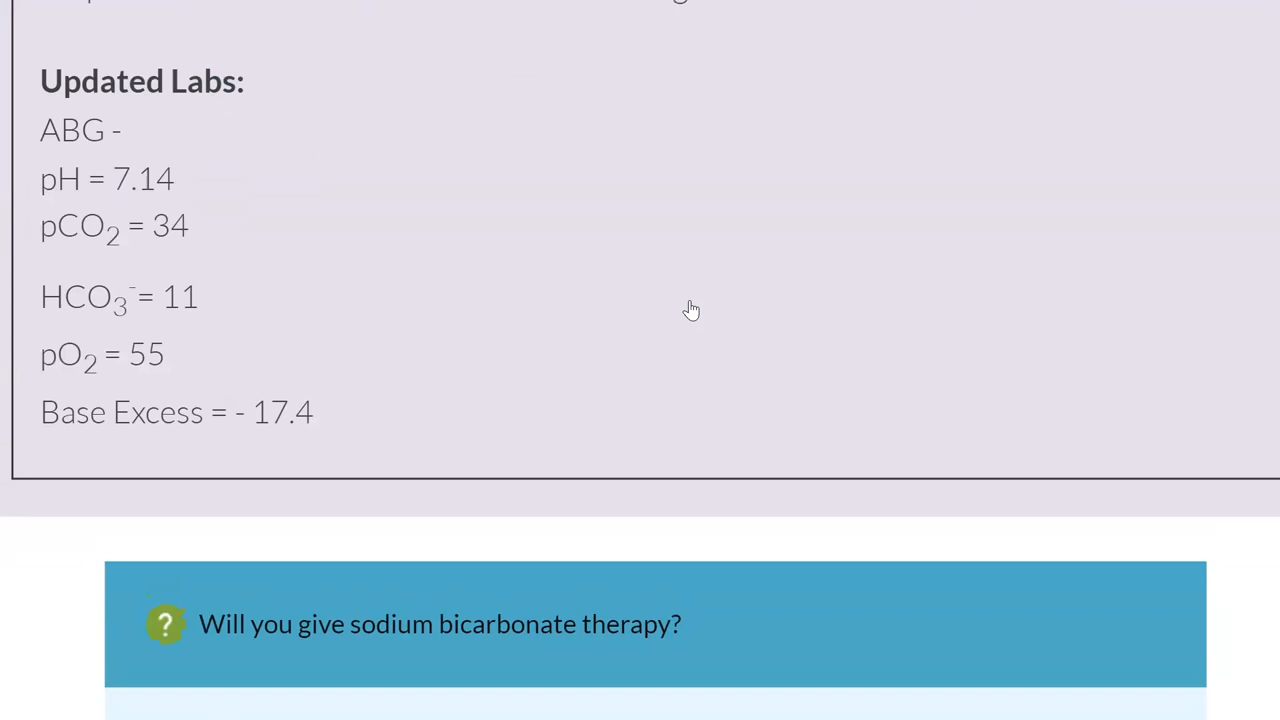 Updated Labs:
ABG -
pH = 7.14
pCO₂ = 34
HCO₃⁻= 11
pO₂ = 55
Base Excess = - 17.4
? Will you give sodium bicarbonate therapy?